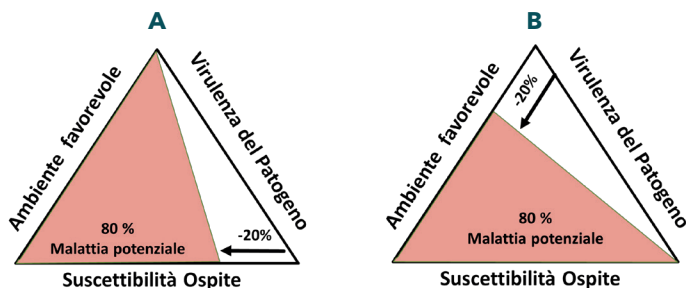 A
Ambiente favorevole
Virulenza del Patogeno
80 %
Malattia potenziale
-20%
Suscettibilità Ospite
B
Ambiente favorevole
Virulenza del Patogeno
-20%
80 %
Malattia potenziale
Suscettibilità Ospite